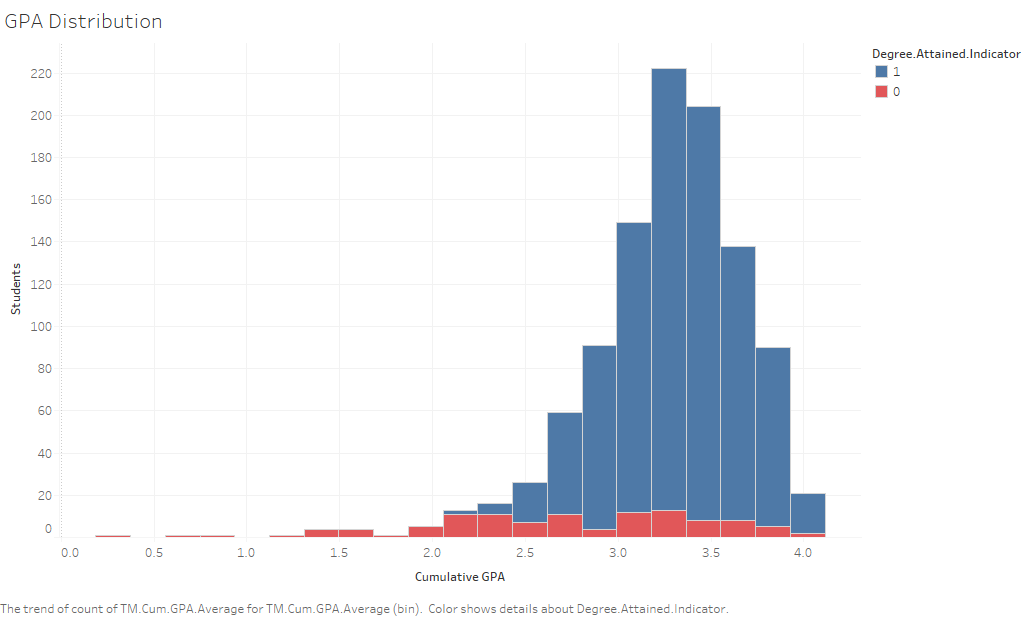 GPA Distribution
Degree.Attained.Indicator
1
0
220
200
180
160
140
120
100
80
60
40
20
0
Students
0.0 0.5 1.0 1.5 2.0 2.5 3.0 3.5 4.0
Cumulative GPA
The trend of count of TM.Cum.GPA.Average for TM.Cum.GPA.Average (bin). Color shows details about Degree.Attained.Indicator.